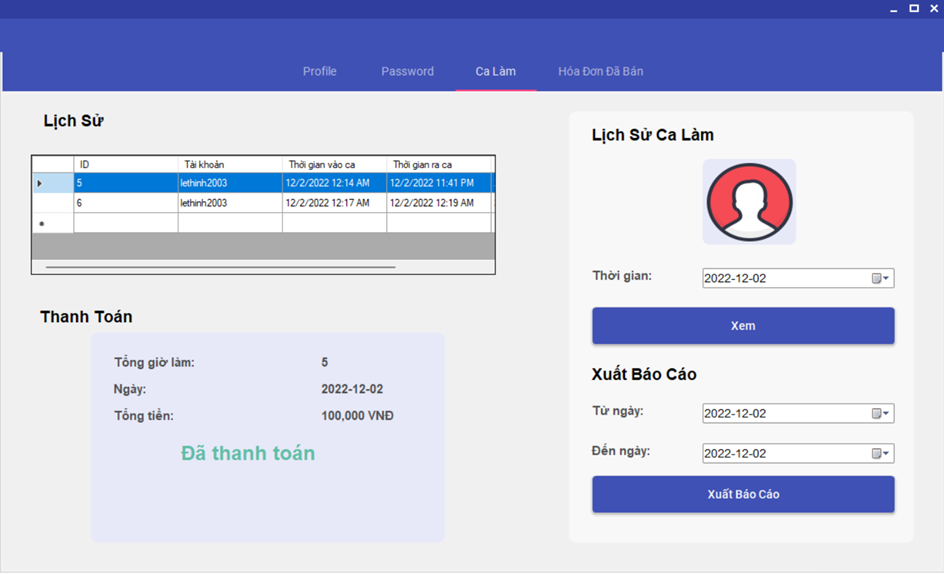 Profile Password Ca Làm Hóa Đơn Đã Bán
Lịch Sử
ID Tài khoản Thời gian vào ca Thời gian ra ca
5 lethinh2003 12/2/2022 12:14 AM 12/2/2022 11:41 PM
6 lethinh2003 12/2/2022 12:17 AM 12/2/2022 12:19 AM
Thanh Toán
Tổng giờ làm: 5
Ngày: 2022-12-02
Tổng tiền: 100,000 VNĐ
Đã thanh toán
Lịch Sử Ca Làm
Thời gian: 2022-12-02
Xem
Xuất Báo Cáo
Từ ngày: 2022-12-02
Đến ngày: 2022-12-02
Xuất Báo Cáo